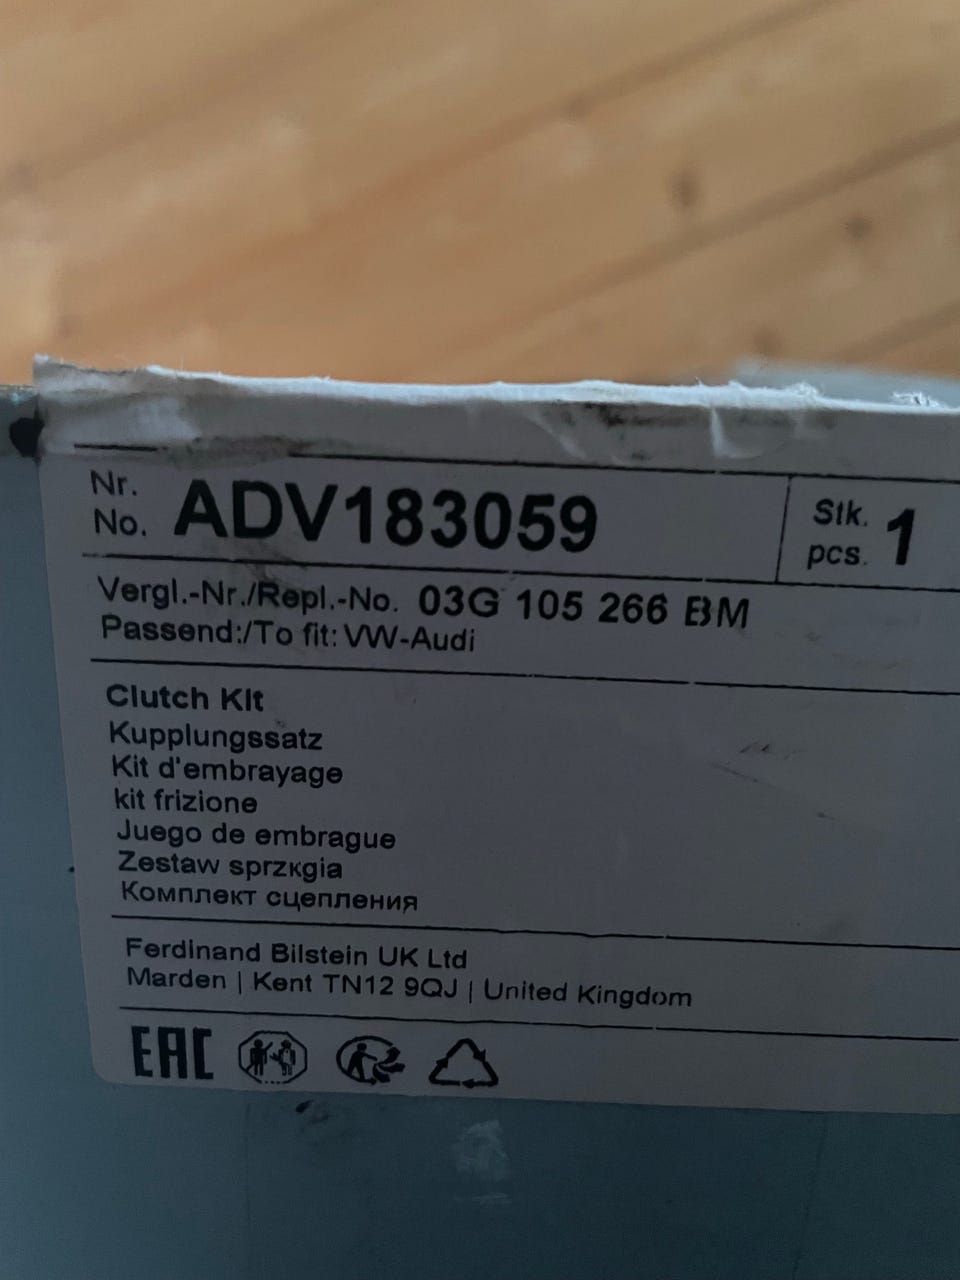 Nr.
No. ADV183059
Stk.
pcs. 1
Vergl.-Nr./Repl.-No. 03G 105 266 BM
Passend:/To fit: VW-Audi
Clutch KIt
Kupplungssatz
Kit d'embrayage
kit frizione
Juego de embrague
Zestaw sprzкgia
Комплект сцепления
Ferdinand Bilstein UK Ltd
Marden | Kent TN12 9QJ | United Kingdom
EAC